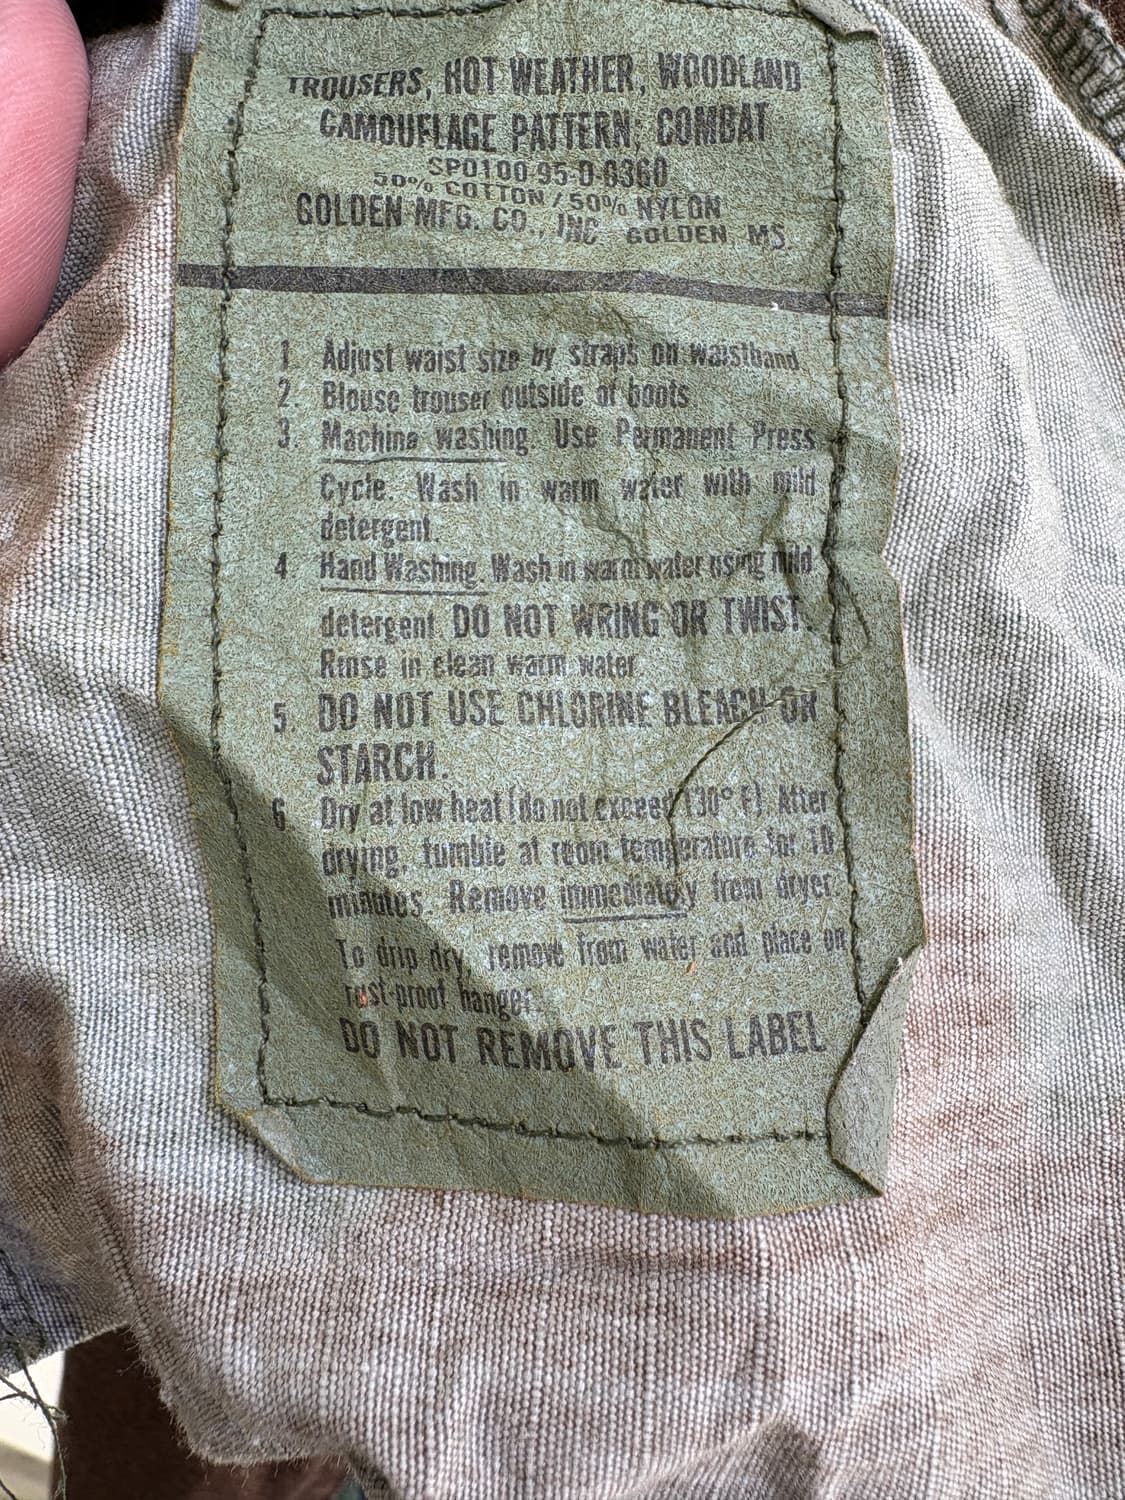 TROUSERS, HOT WEATHER, WOODLAND
CAMOUFLAGE PATTERN; COMBAT
SPO100-95-D-0360
50% COTTON / 50% NYLON
GOLDEN MFG. CO., INC GOLDEN, MS.
1 Adjust waist size by straps on waistband
2. Blouse trouser outside of boots
3. Machine washing. Use Permanent Press
Cycle. Wash in warm water with mild
detergent.
4. Hand Washing. Wash in warm water using mild
detergent. DO NOT WRING OR TWIST.
Rinse in clean warm water.
5 DO NOT USE CHLORINE BLEACH OR
STARCH.
6 Dry at low heat (do not exceed 130° F). After
drying, tumble at room temperature for 10
minutes. Remove immediately from dryer.
To drip dry, remove from water and place on
rust-proof hanger.
DO NOT REMOVE THIS LABEL